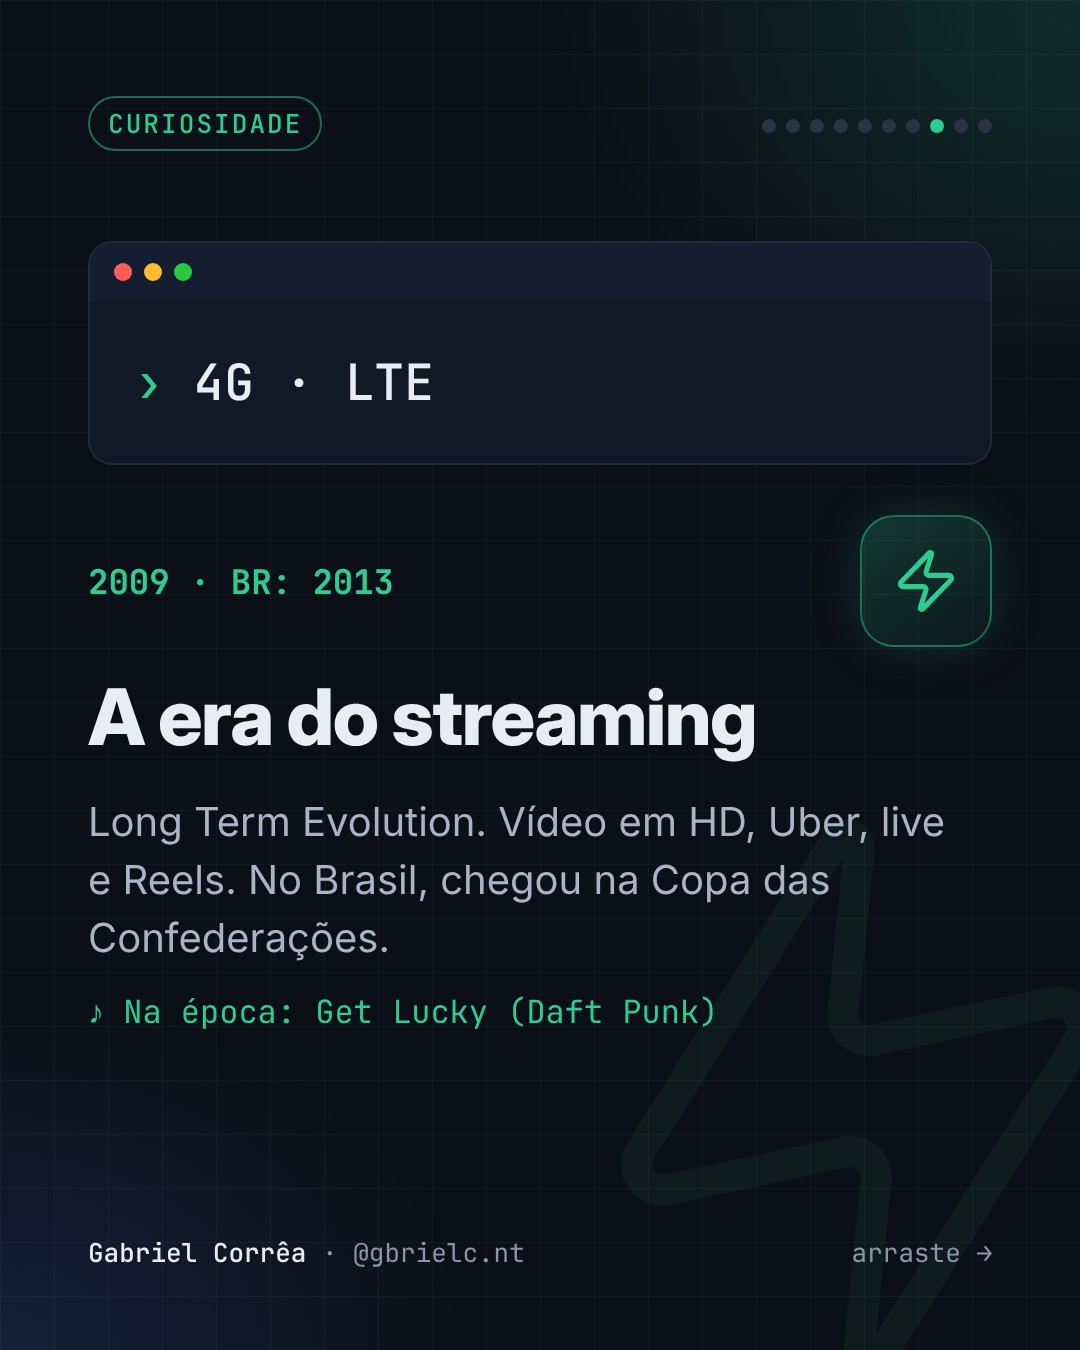 CURIOSIDADE
› 4G · LTE
2009 · BR: 2013
A era do streaming
Long Term Evolution. Vídeo em HD, Uber, live
e Reels. No Brasil, chegou na Copa das
Confederações.
♪ Na época: Get Lucky (Daft Punk)
Gabriel Corrêa · @gbrielc.nt
arraste →